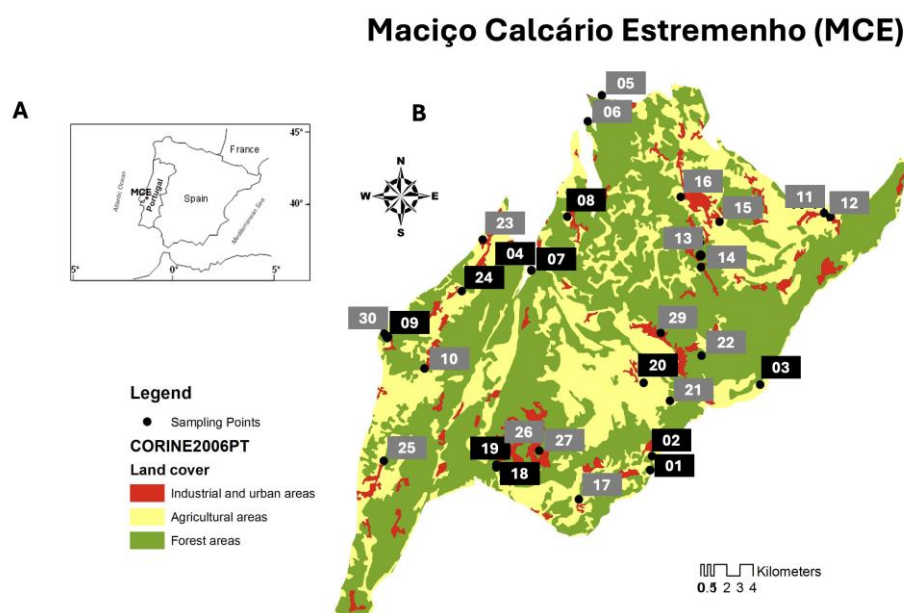 Maciço Calcário Estremenho (MCE)
A
B
45°
40°
France
Spain
Portugal
MCE
Atlantic Ocean
Mediterranean Sea
5°
0°
5°
N
W
E
S
05
06
16
15
11
12
08
23
13
14
04
07
24
30
09
29
22
10
20
03
21
26
27
02
19
18
01
25
17
Legend
Sampling Points
CORINE2006PT
Land cover
Industrial and urban areas
Agricultural areas
Forest areas
Kilometers
0.5 2 3 4